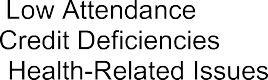 Low Attendance
Credit Deficiencies
Health-Related Issues